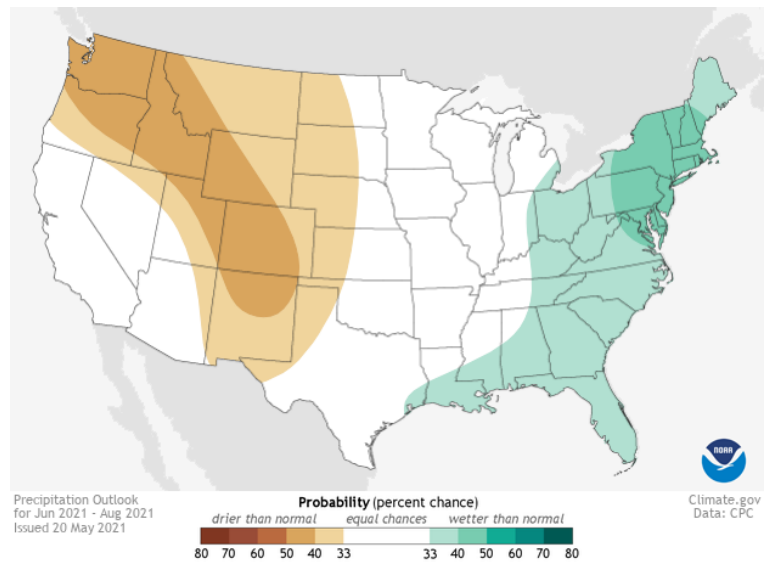 NOAA
Precipitation Outlook
for Jun 2021 - Aug 2021
Issued 20 May 2021
Probability (percent chance)
drier than normal equal chances wetter than normal
80 70 60 50 40 33 33 40 50 60 70 80
Climate.gov
Data: CPC